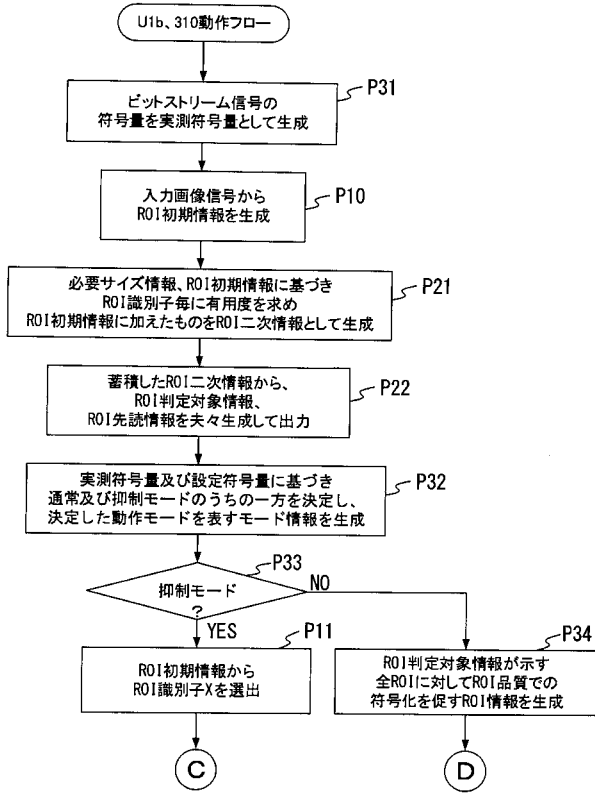 U1b、310動作フロー
ビットストリーム信号の
符号量を実測符号量として生成
P31
入力画像信号から
ROI初期情報を生成
P10
必要サイズ情報、ROI初期情報に基づき
ROI識別子毎に有用度を求め
ROI初期情報に加えたものをROI二次情報として生成
P21
蓄積したROI二次情報から、
ROI判定対象情報、
ROI先読情報を夫々生成して出力
P22
実測符号量及び設定符号量に基づき
通常及び抑制モードのうちの一方を決定し、
決定した動作モードを表すモード情報を生成
P32
抑制モード
?
P33
NO
YES
ROI初期情報から
ROI識別子Xを選出
P11
ROI判定対象情報が示す
全ROIに対してROI品質での
符号化を促すROI情報を生成
P34
C
D